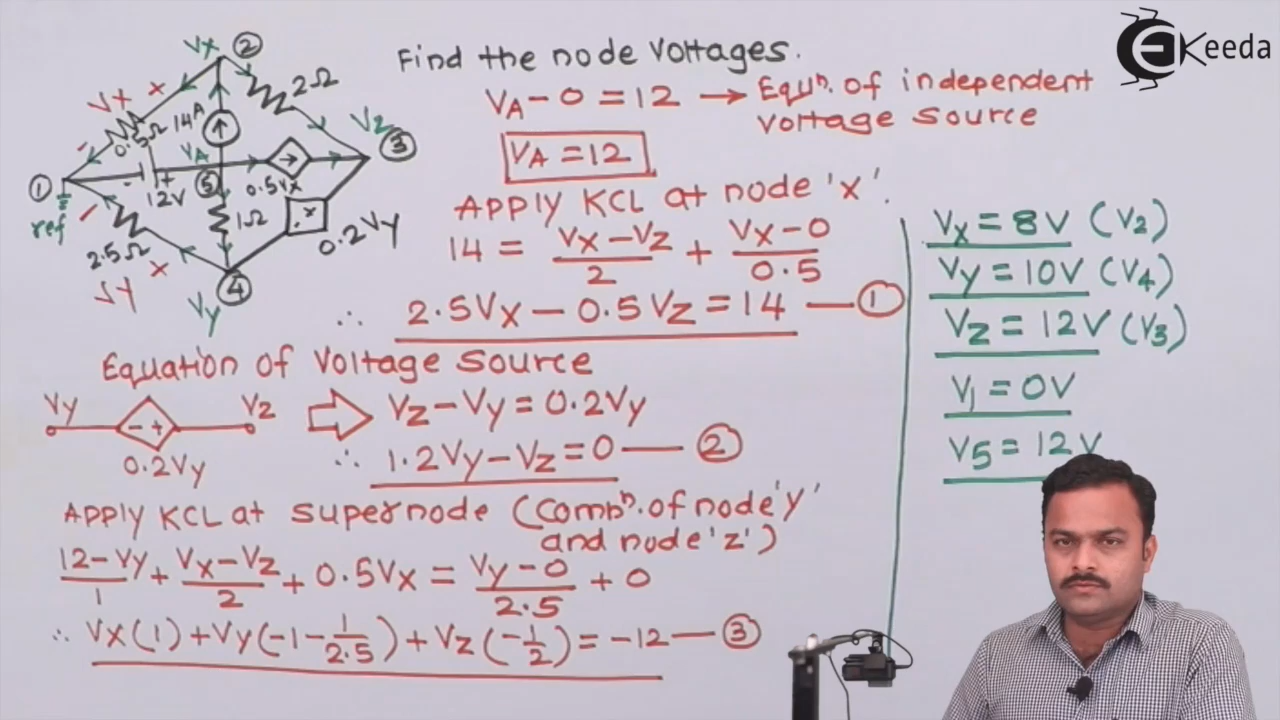 Keeda
Find the node voltages.
VA - 0 = 12 → Equⁿ. of independent
voltage source
VA = 12
APPLY KCL at node 'x'.
14 = Vx - Vz / 2 + Vx - 0 / 0.5
∴ 2.5Vx - 0.5Vz = 14 — ①
Vx ②
2Ω
Vx
+
×
-
0.5Ω
14A
Vz
③
VA
①
- +
12V
⑤
0.5Vx
ref
1Ω
×
0.2Vy
2.5Ω
×
Vy
④
Vy
Equation of Voltage source
Vy
- +
Vz
0.2Vy
⇒ Vz - Vy = 0.2Vy
∴ 1.2Vy - Vz = 0 — ②
APPLY KCL at supernode (Combⁿ. of node 'Y'
and node 'z')
12 - Vy / 1 + Vx - Vz / 2 + 0.5Vx = Vy - 0 / 2.5 + 0
∴ Vx(1) + Vy(-1 - 1/2.5) + Vz(-1/2) = -12 — ③
Vx = 8V (V2)
Vy = 10V (V4)
Vz = 12V (V3)
V1 = 0V
V5 = 12V